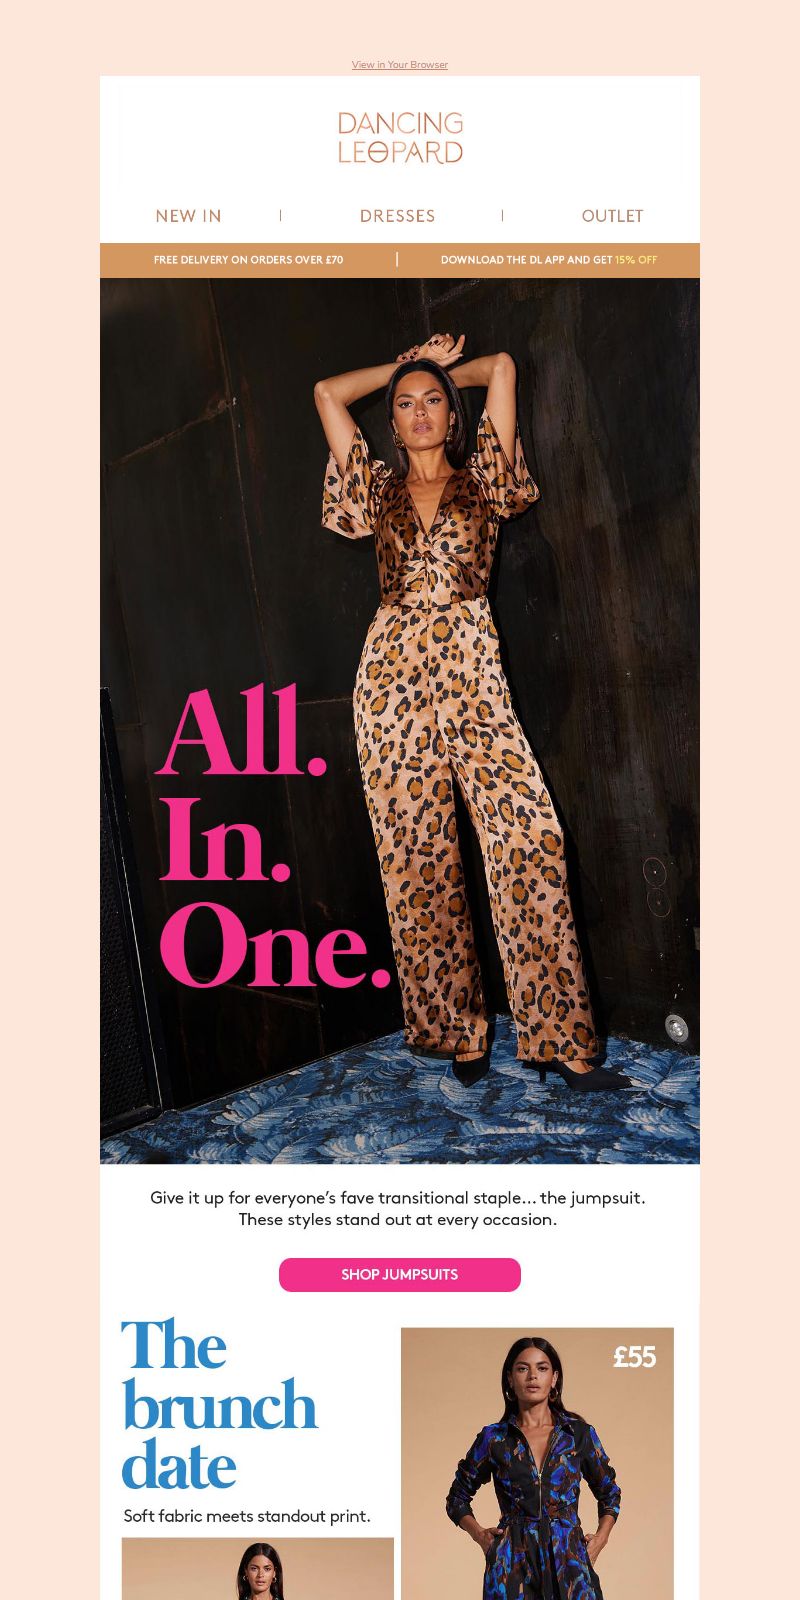 View in Your Browser
DANCING
LEOPARD
NEW IN | DRESSES | OUTLET
FREE DELIVERY ON ORDERS OVER £70 | DOWNLOAD THE DL APP AND GET 15% OFF
All.
In.
One.
Give it up for everyone's fave transitional staple... the jumpsuit.
These styles stand out at every occasion.
SHOP JUMPSUITS
The
brunch
date
Soft fabric meets standout print.
£55